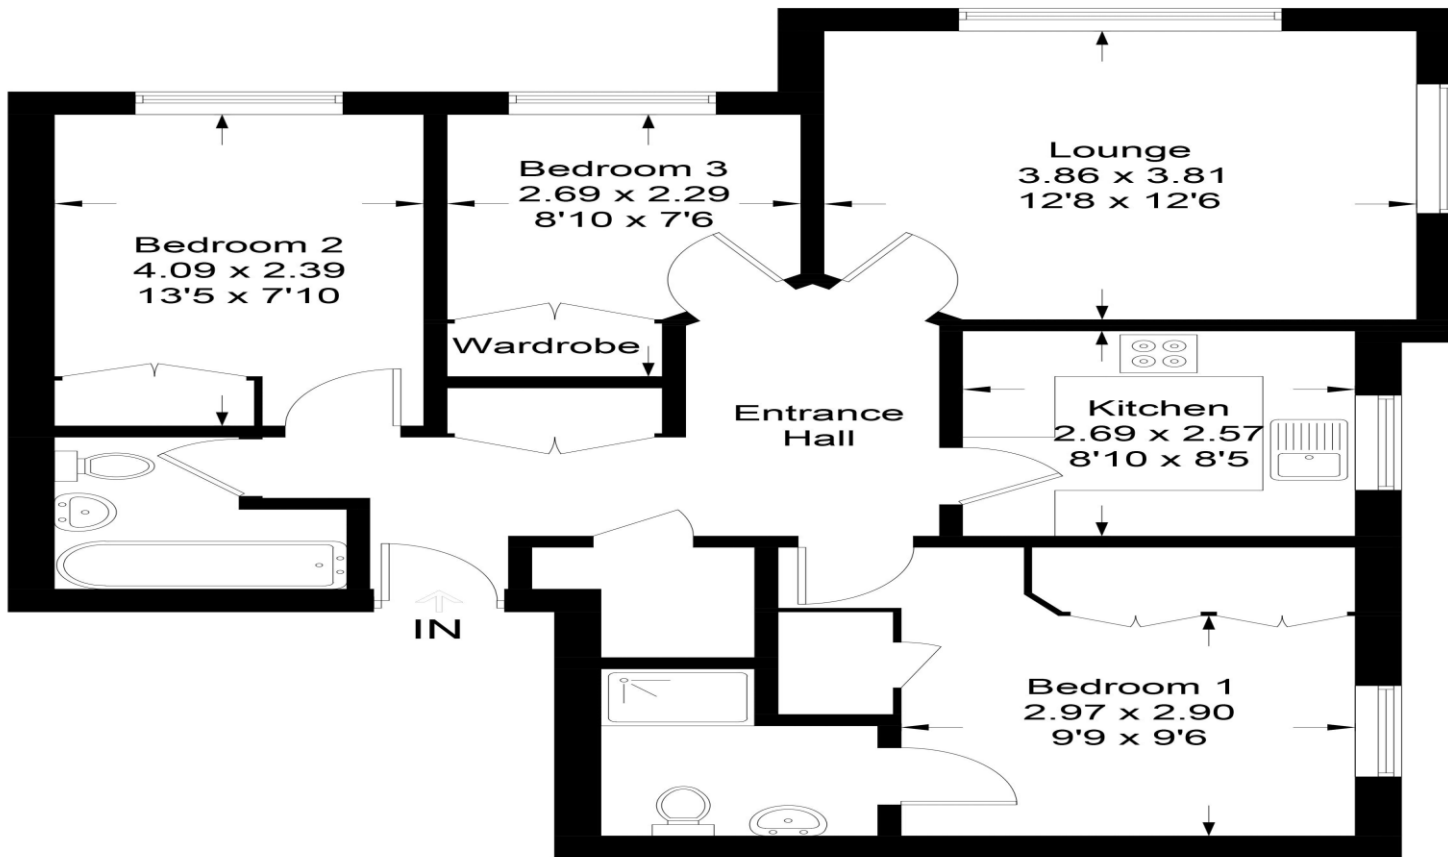 Lounge
3.86 x 3.81
12'8 x 12'6
Bedroom 3
2.69 x 2.29
8'10 x 7'6
Bedroom 2
4.09 x 2.39
13'5 x 7'10
Wardrobe
Entrance
Hall
Kitchen
2.69 x 2.57
8'10 x 8'5
IN
Bedroom 1
2.97 x 2.90
9'9 x 9'6